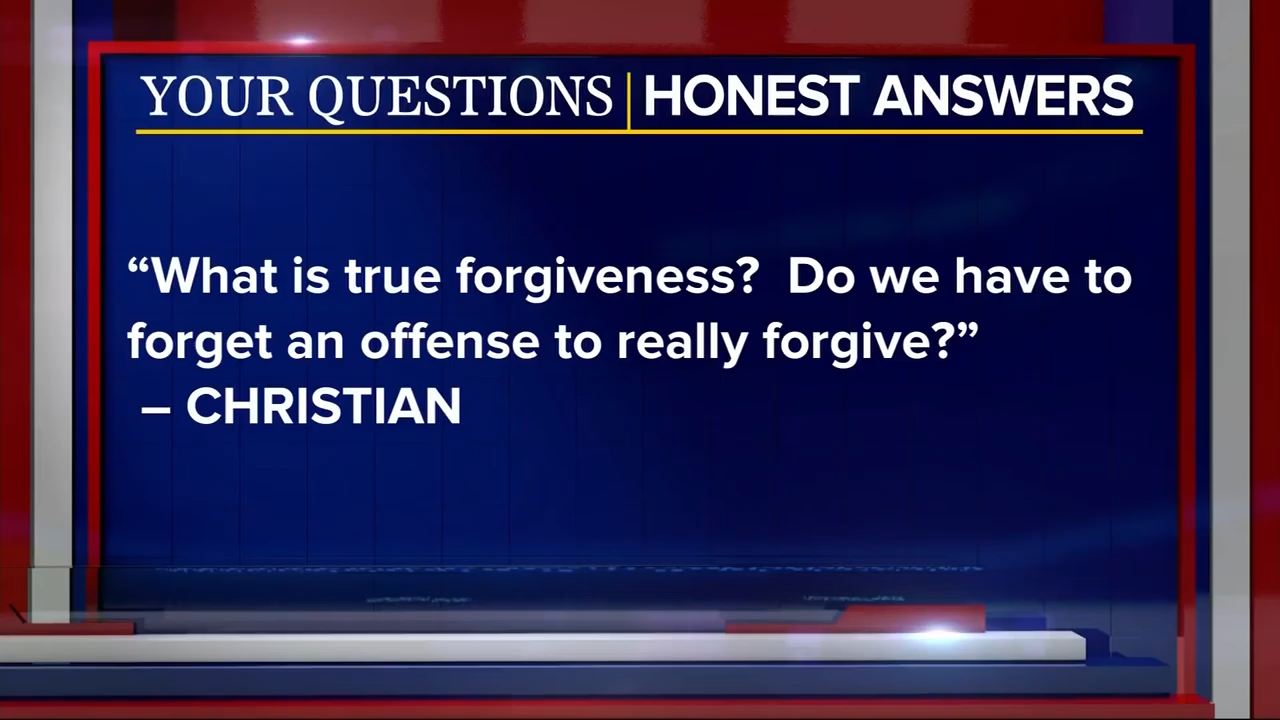 YOUR QUESTIONS | HONEST ANSWERS
“What is true forgiveness?  Do we have to
forget an offense to really forgive?”
– CHRISTIAN